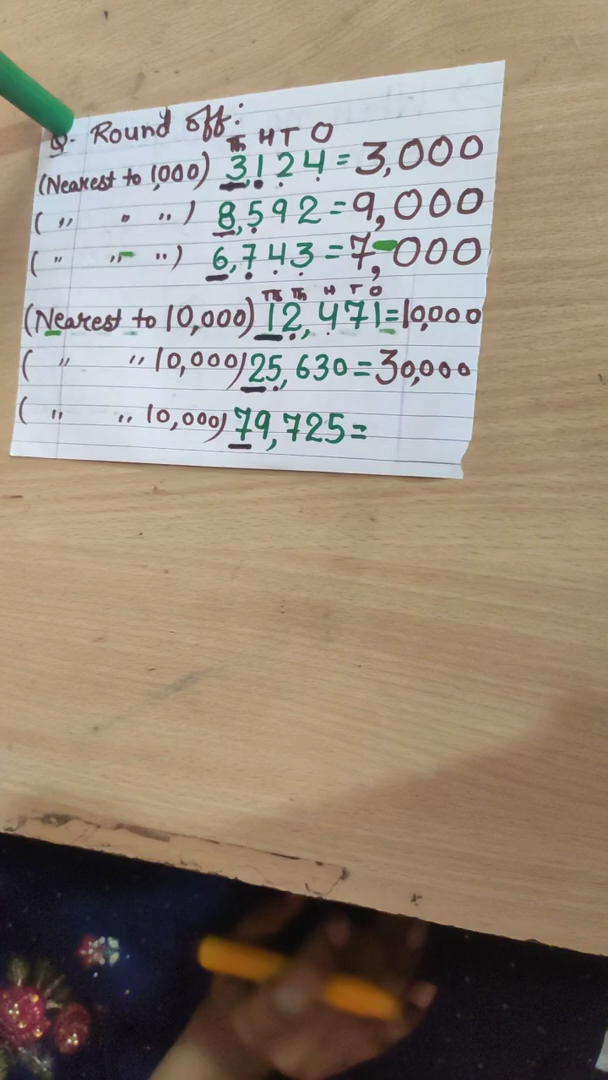 Q. Round off:
Th H T O
(Nearest to 1,000) 3,124 = 3,000
( ,, ,, ,, ) 8,592 = 9,000
( ,, ,, ,, ) 6,743 = 7,000
TTh Th H T O
(Nearest to 10,000) 12,471 = 10,000
( ,, ,, 10,000) 25,630 = 30,000
( ,, ,, 10,000) 79,725 =